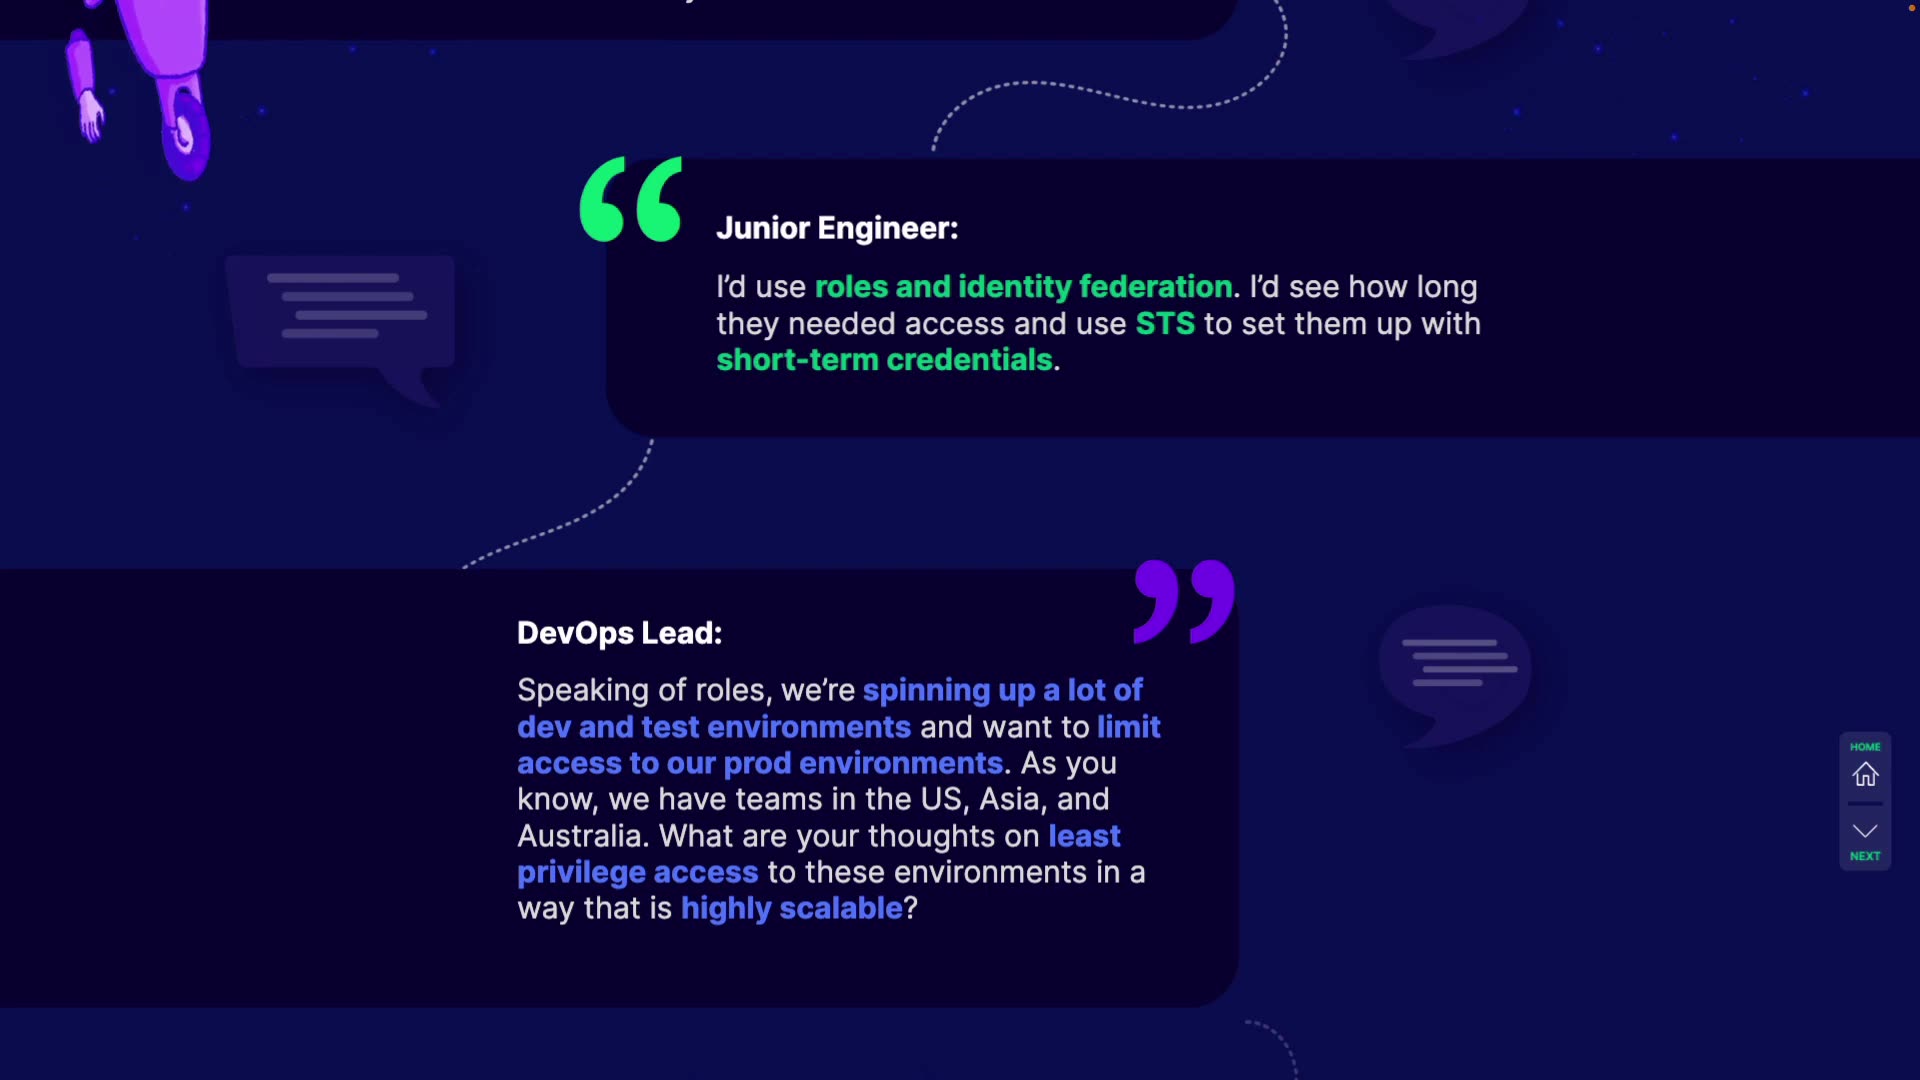 Junior Engineer:
I’d use roles and identity federation. I’d see how long
they needed access and use STS to set them up with
short-term credentials.
DevOps Lead:
Speaking of roles, we’re spinning up a lot of
dev and test environments and want to limit
access to our prod environments. As you
know, we have teams in the US, Asia, and
Australia. What are your thoughts on least
privilege access to these environments in a
way that is highly scalable?
HOME
NEXT